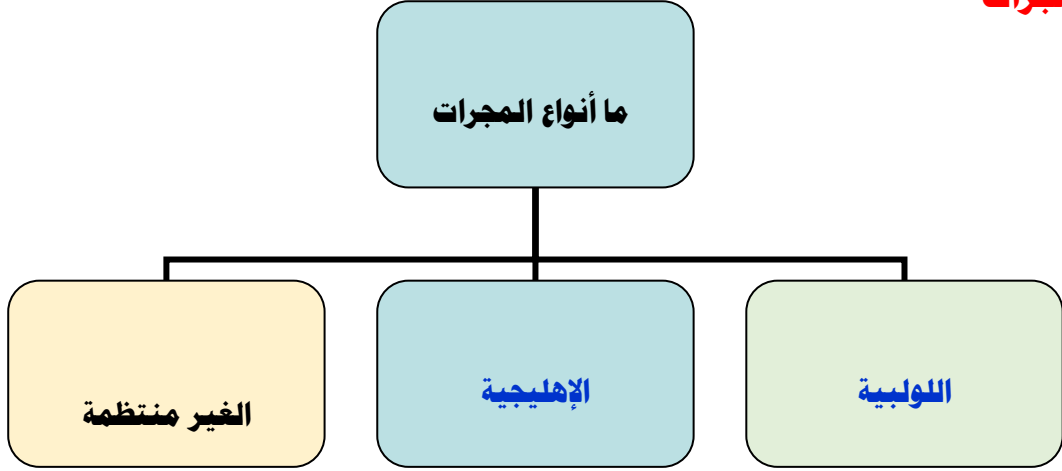 ما أنواع المجرات
اللولبية
الإهليجية
الغير منتظمة